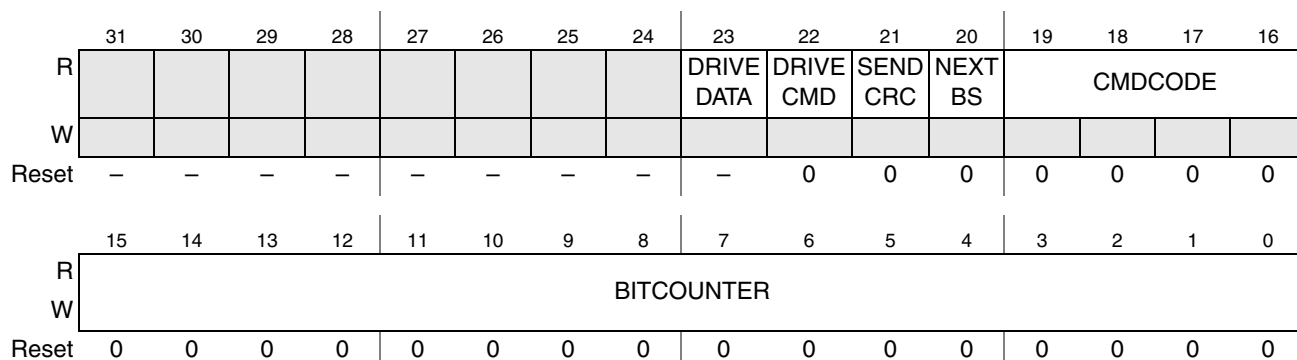 31 30 29 28 27 26 25 24 23 22 21 20 19 18 17 16
R DRIVE DRIVE SEND NEXT CMDCODE
DATA CMD CRC BS
W
Reset – – – – – – – – – 0 0 0 0 0 0 0
15 14 13 12 11 10 9 8 7 6 5 4 3 2 1 0
R
BITCOUNTER
W
Reset 0 0 0 0 0 0 0 0 0 0 0 0 0 0 0 0